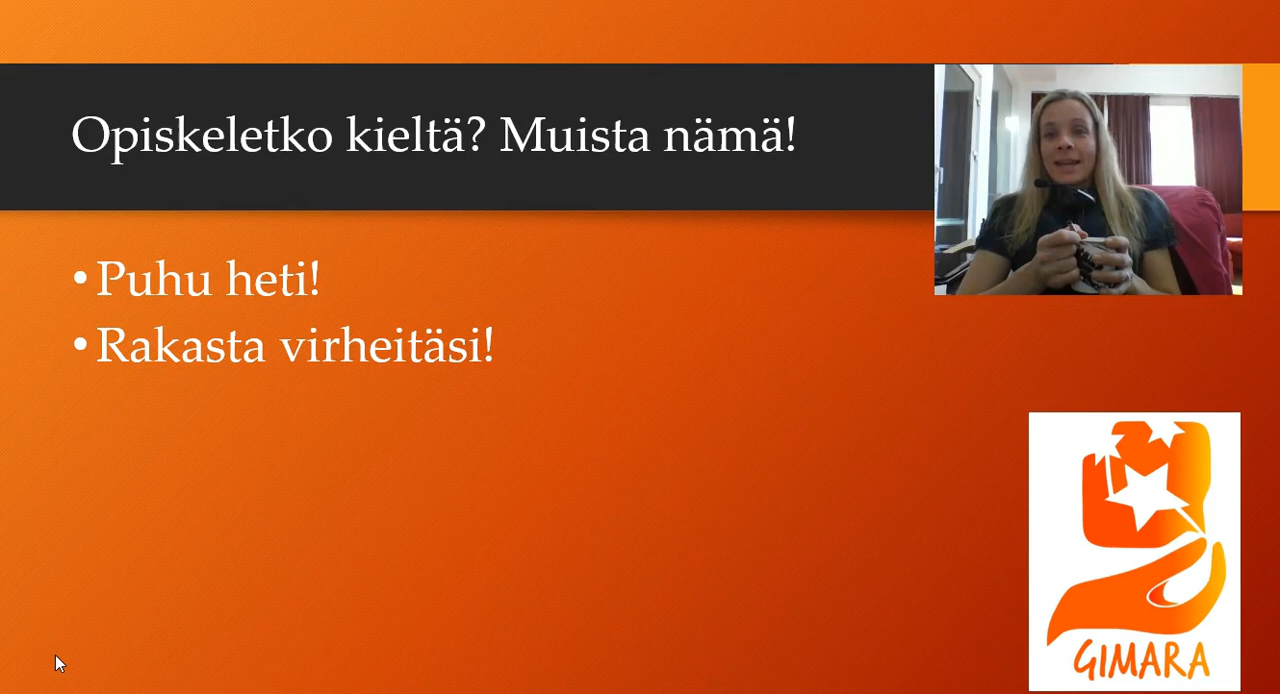 Opiskeletko kieltä? Muista nämä!
• Puhu heti!
• Rakasta virheitäsi!
GIMARA